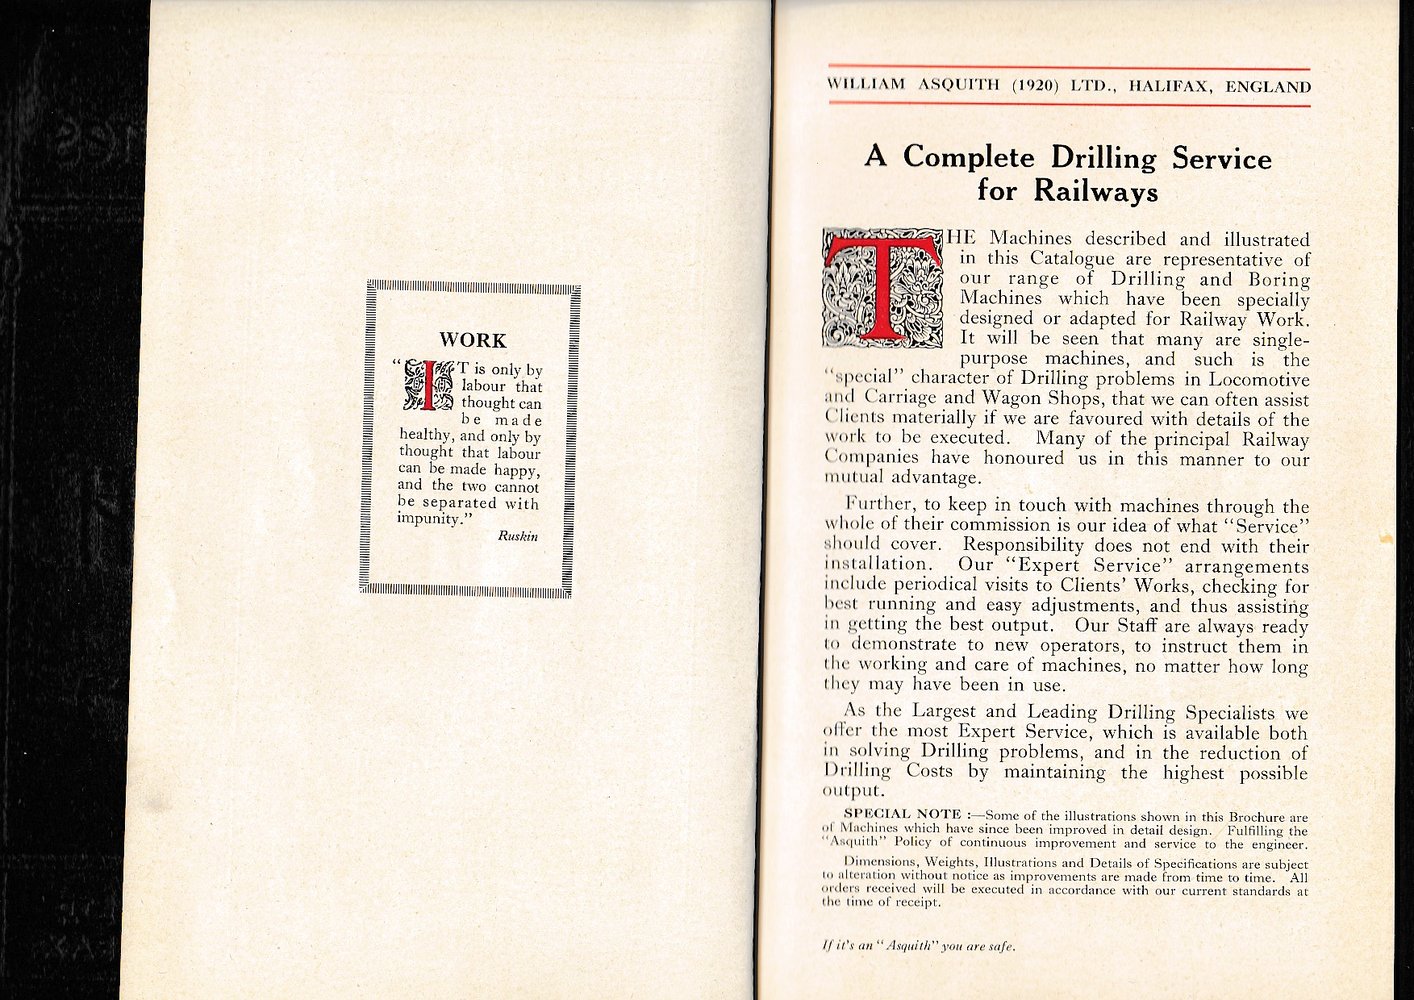 WORK
"IT is only by
labour that
thought can
be made
healthy, and only by
thought that labour
can be made happy,
and the two cannot
be separated with
impunity."
Ruskin
WILLIAM ASQUITH (1920) LTD., HALIFAX, ENGLAND
A Complete Drilling Service
for Railways
THE Machines described and illustrated
in this Catalogue are representative of
our range of Drilling and Boring
Machines which have been specially
designed or adapted for Railway Work.
It will be seen that many are single-
purpose machines, and such is the
"special" character of Drilling problems in Locomotive
and Carriage and Wagon Shops, that we can often assist
Clients materially if we are favoured with details of the
work to be executed. Many of the principal Railway
Companies have honoured us in this manner to our
mutual advantage.
Further, to keep in touch with machines through the
whole of their commission is our idea of what "Service"
should cover. Responsibility does not end with their
installation. Our "Expert Service" arrangements
include periodical visits to Clients' Works, checking for
best running and easy adjustments, and thus assisting
in getting the best output. Our Staff are always ready
to demonstrate to new operators, to instruct them in
the working and care of machines, no matter how long
they may have been in use.
As the Largest and Leading Drilling Specialists we
offer the most Expert Service, which is available both
in solving Drilling problems, and in the reduction of
Drilling Costs by maintaining the highest possible
output.
SPECIAL NOTE :—Some of the illustrations shown in this Brochure are
of Machines which have since been improved in detail design. Fulfilling the
"Asquith" Policy of continuous improvement and service to the engineer.
Dimensions, Weights, Illustrations and Details of Specifications are subject
to alteration without notice as improvements are made from time to time. All
orders received will be executed in accordance with our current standards at
the time of receipt.
If it's an "Asquith" you are safe.